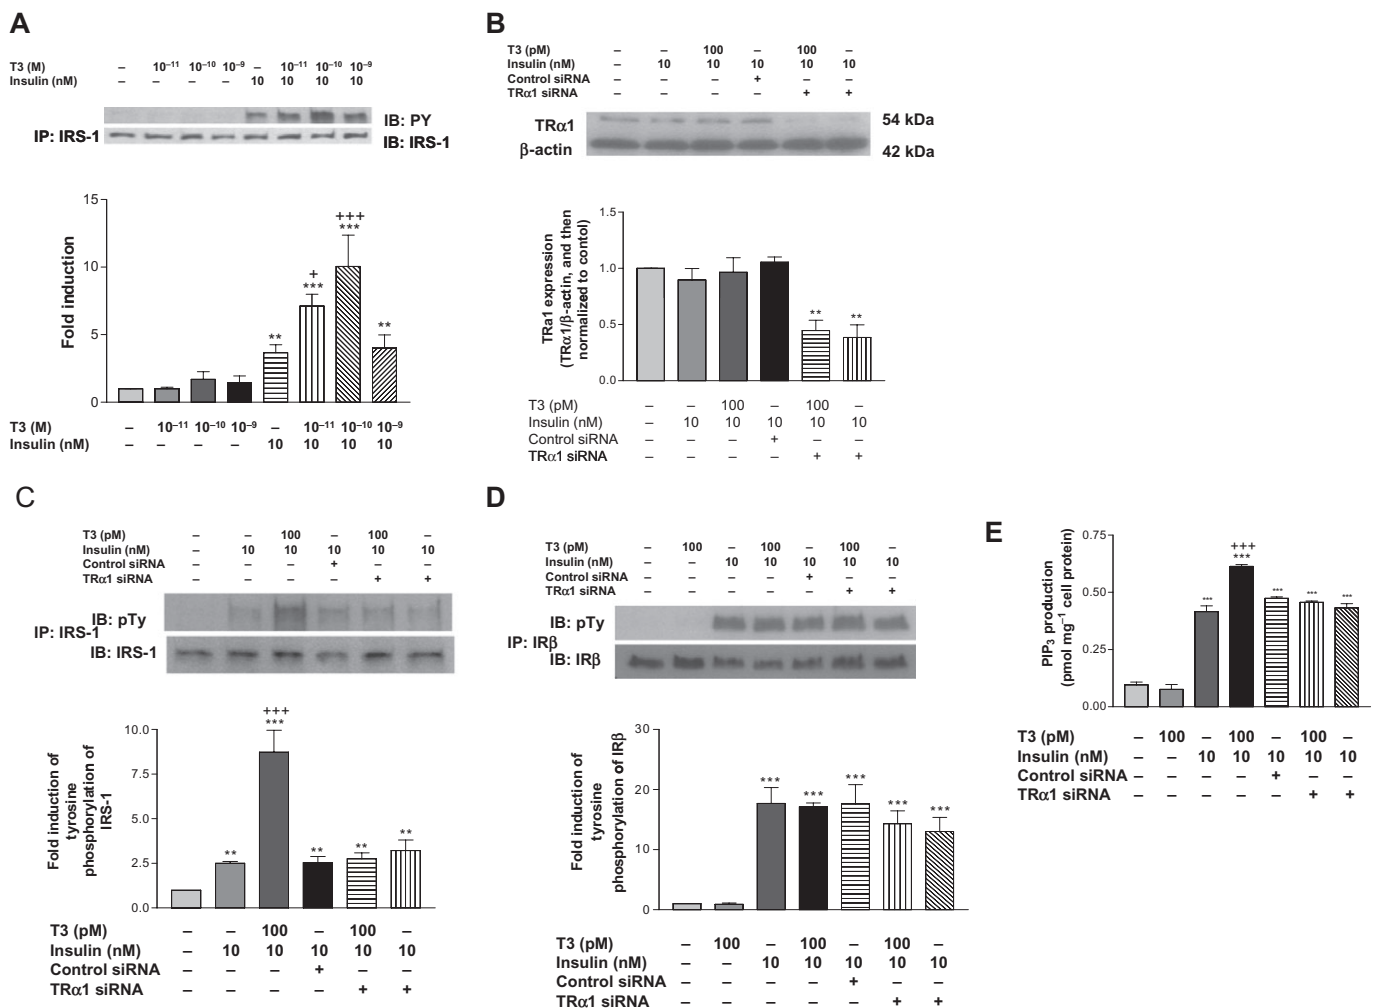 A
T3 (M) – 10⁻¹¹ 10⁻¹⁰ 10⁻⁹ – 10⁻¹¹ 10⁻¹⁰ 10⁻⁹
Insulin (nM) – – – – 10 10 10 10
IB: PY
IP: IRS-1
IB: IRS-1
Fold induction
15
10
5
0
** *** + *** +++ **
T3 (M) – 10⁻¹¹ 10⁻¹⁰ 10⁻⁹ – 10⁻¹¹ 10⁻¹⁰ 10⁻⁹
Insulin (nM) – – – – 10 10 10 10
B
T3 (pM) – – 100 – 100 –
Insulin (nM) – 10 10 10 10 10
Control siRNA – – – + – –
TRα1 siRNA – – – – + +
TRα1 54 kDa
β-actin 42 kDa
TRa1 expression
(TRα1/β-actin, and then
normalized to control)
1.5
1.0
0.5
0.0
** **
T3 (pM) – – 100 – 100 –
Insulin (nM) – 10 10 10 10 10
Control siRNA – – – + – –
TRα1 siRNA – – – – + +
C
T3 (pM) – – 100 – 100 –
Insulin (nM) – 10 10 10 10 10
Control siRNA – – – + – –
TRα1 siRNA – – – – + +
IB: pTy
IP: IRS-1
IB: IRS-1
Fold induction of
tyrosine
phosphorylation of
IRS-1
10.0
7.5
5.0
2.5
0.0
** +++ *** ** ** **
T3 (pM) – – 100 – 100 –
Insulin (nM) – 10 10 10 10 10
Control siRNA – – – + – –
TRα1 siRNA – – – – + +
D
T3 (pM) – 100 – 100 – 100 –
Insulin (nM) – – 10 10 10 10 10
Control siRNA – – – – + – –
TRα1 siRNA – – – – – + +
IB: pTy
IP: IRβ
IB: IRβ
Fold induction of
tyrosine
phosphorylation of IRβ
30
20
10
0
*** *** *** *** ***
T3 (pM) – 100 – 100 – 100 –
Insulin (nM) – – 10 10 10 10 10
Control siRNA – – – – + – –
TRα1 siRNA – – – – – + +
E
PIP₃ production
(pmol mg⁻¹ cell protein)
0.75
0.50
0.25
0.00
*** +++ *** *** *** ***
T3 (pM) – 100 – 100 – 100 –
Insulin (nM) – – 10 10 10 10 10
Control siRNA – – – – + – –
TRα1 siRNA – – – – – + +